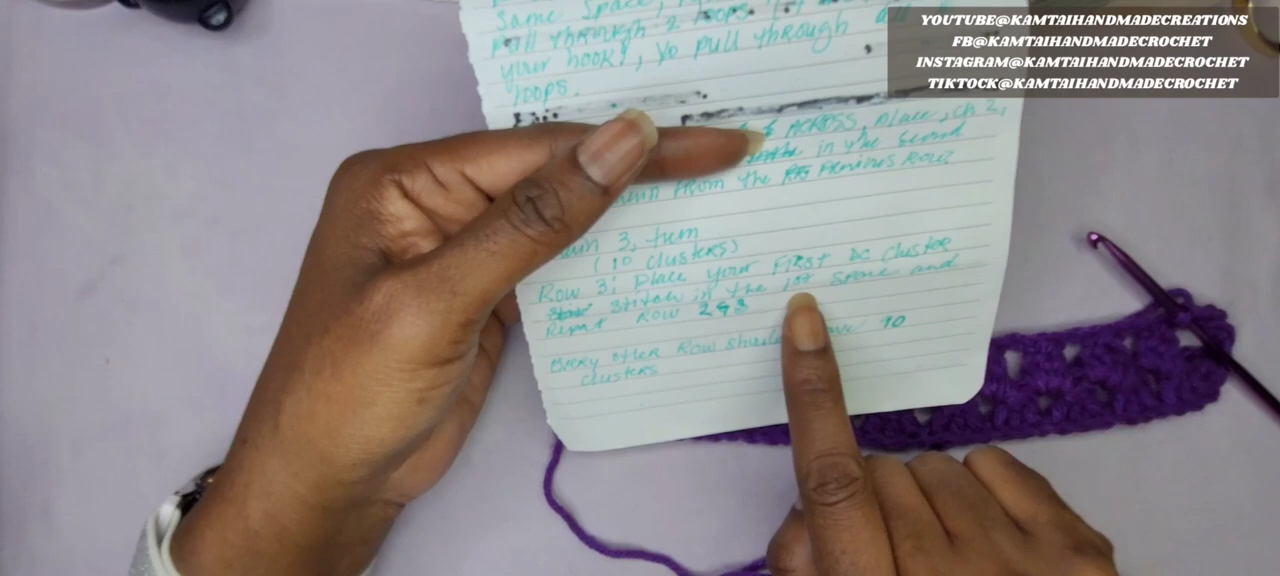 Same Space,
pull through 2 loops
your hook), yo pull through
loops.
ACROSS, Place, ch 2,
in the Second
from the Previous Row.
3, turn
(10 clusters)
Row 3: Place your First DC Cluster
Stitch in the 1st Space and
Repeat Row 2 & 3
Every other Row 10
clusters
YOUTUBE@KAMTAIHANDMADECREATIONS
FB@KAMTAIHANDMADECROCHET
INSTAGRAM@KAMTAIHANDMADECROCHET
TIKTOCK@KAMTAIHANDMADECROCHET